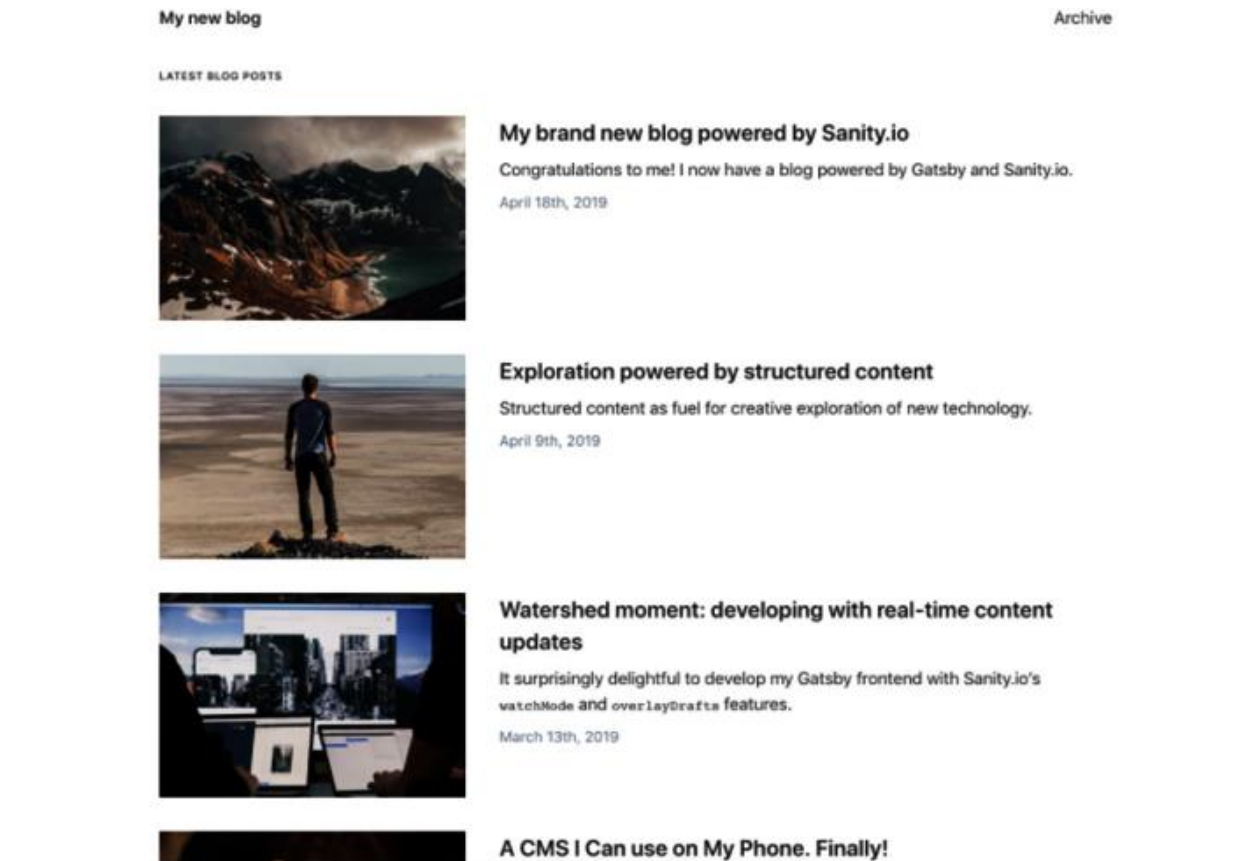 My new blog
Archive
LATEST BLOG POSTS
My brand new blog powered by Sanity.io
Congratulations to me! I now have a blog powered by Gatsby and Sanity.io.
April 18th, 2019
Exploration powered by structured content
Structured content as fuel for creative exploration of new technology.
April 9th, 2019
Watershed moment: developing with real-time content
updates
It surprisingly delightful to develop my Gatsby frontend with Sanity.io's
watchMode and overlayDrafts features.
March 13th, 2019
A CMS I Can use on My Phone. Finally!